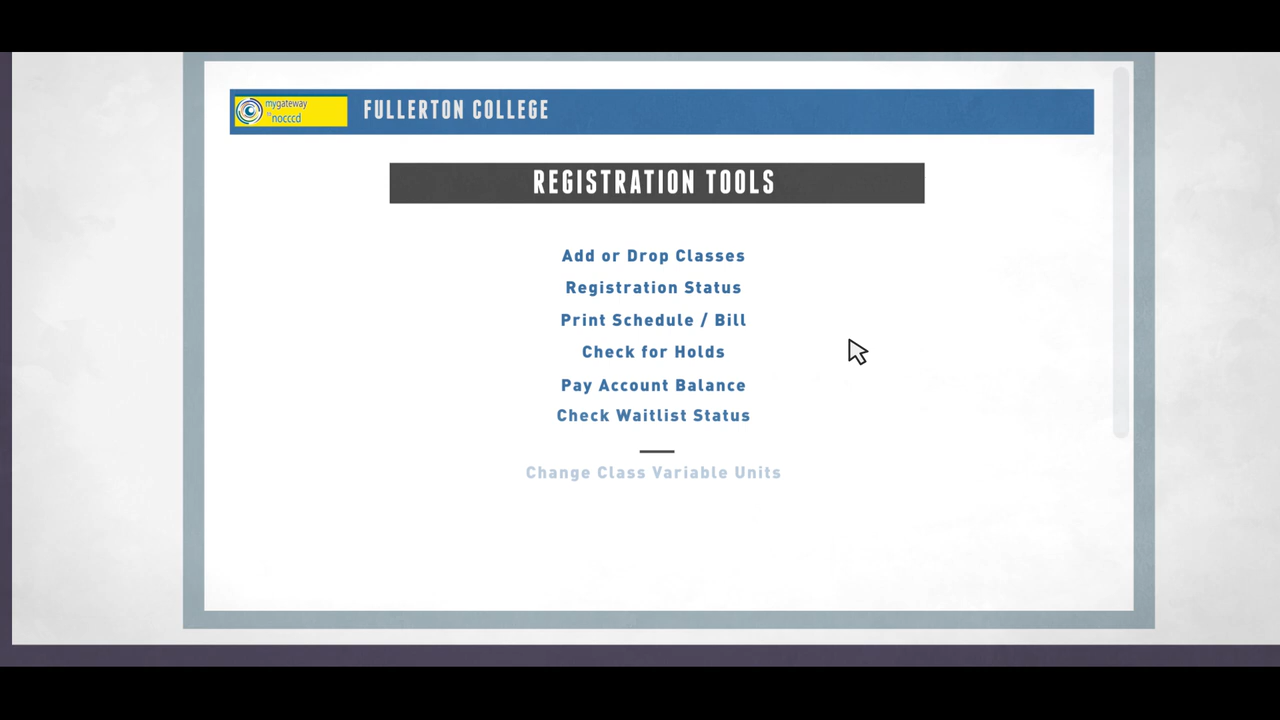 mygateway
by nocccd
FULLERTON COLLEGE
REGISTRATION TOOLS
Add or Drop Classes
Registration Status
Print Schedule / Bill
Check for Holds
Pay Account Balance
Check Waitlist Status
Change Class Variable Units